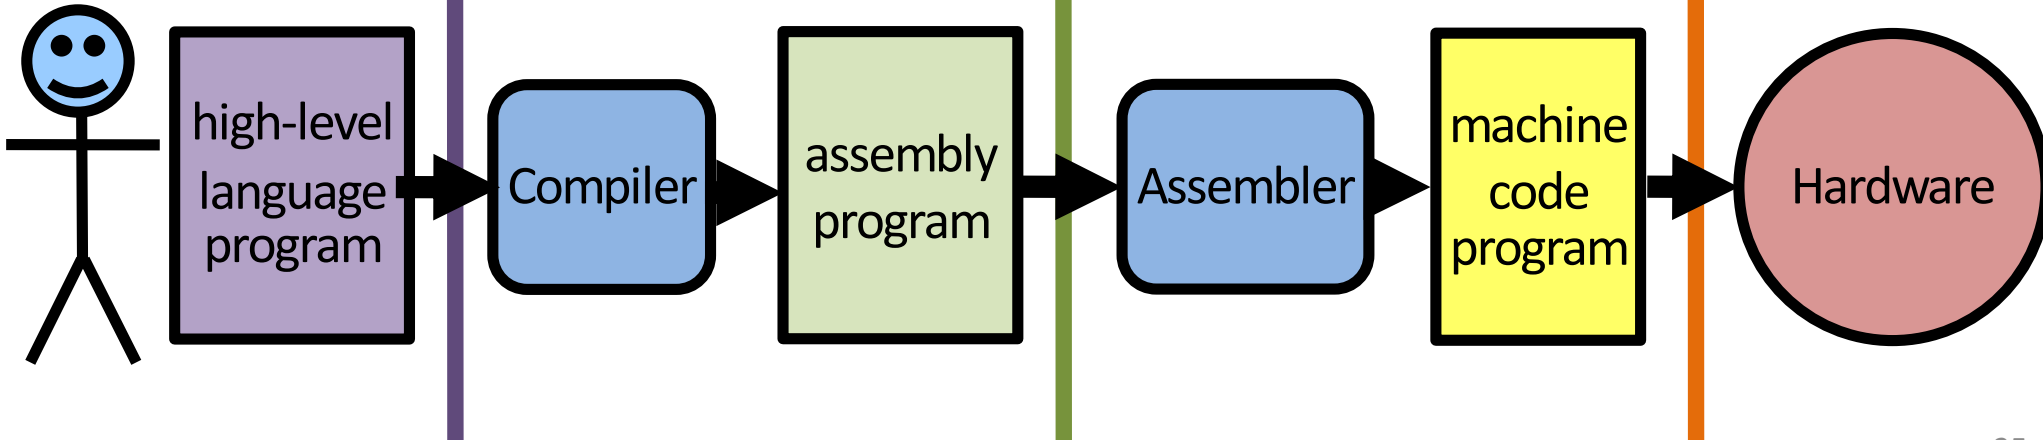 high-level
language
program
Compiler
assembly
program
Assembler
machine
code
program
Hardware